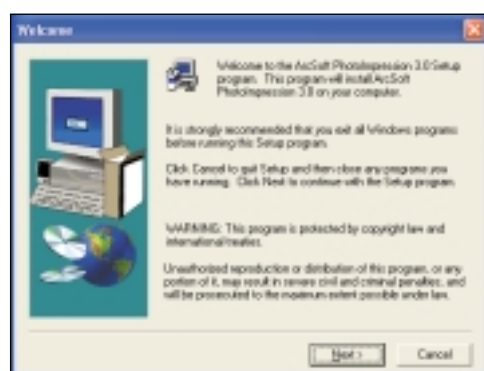 Welcome
Welcome to the ArcSoft PhotoImpression 3.0 Setup
program. This program will install ArcSoft
PhotoImpression 3.0 on your computer.
It is strongly recommended that you exit all Windows programs
before running this Setup program.
Click Cancel to quit Setup and then close any programs you
have running. Click Next to continue with the Setup program.
WARNING: This program is protected by copyright law and
international treaties.
Unauthorized reproduction or distribution of this program, or any
portion of it, may result in severe civil and criminal penalties, and
will be prosecuted to the maximum extent possible under law.
Next >
Cancel